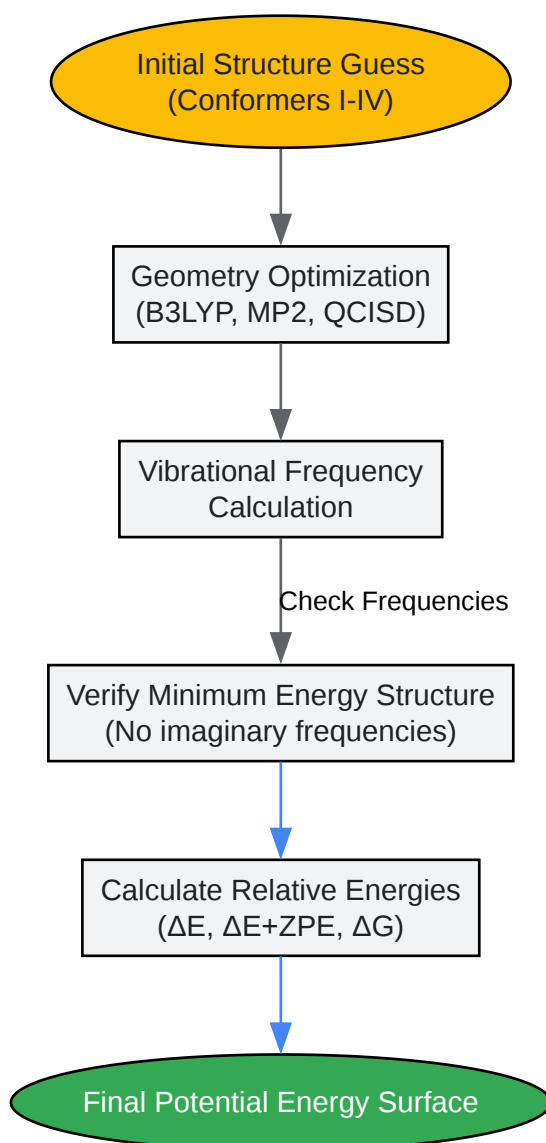 Initial Structure Guess
(Conformers I-IV)
Geometry Optimization
(B3LYP, MP2, QCISD)
Vibrational Frequency
Calculation
Check Frequencies
Verify Minimum Energy Structure
(No imaginary frequencies)
Calculate Relative Energies
(ΔE, ΔE+ZPE, ΔG)
Final Potential Energy Surface